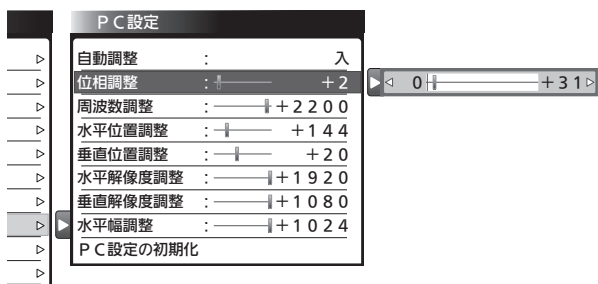 PC設定
自動調整 : 入
位相調整 : +2
0 +31
周波数調整 : +2200
水平位置調整 : +144
垂直位置調整 : +20
水平解像度調整 : +1920
垂直解像度調整 : +1080
水平幅調整 : +1024
PC設定の初期化